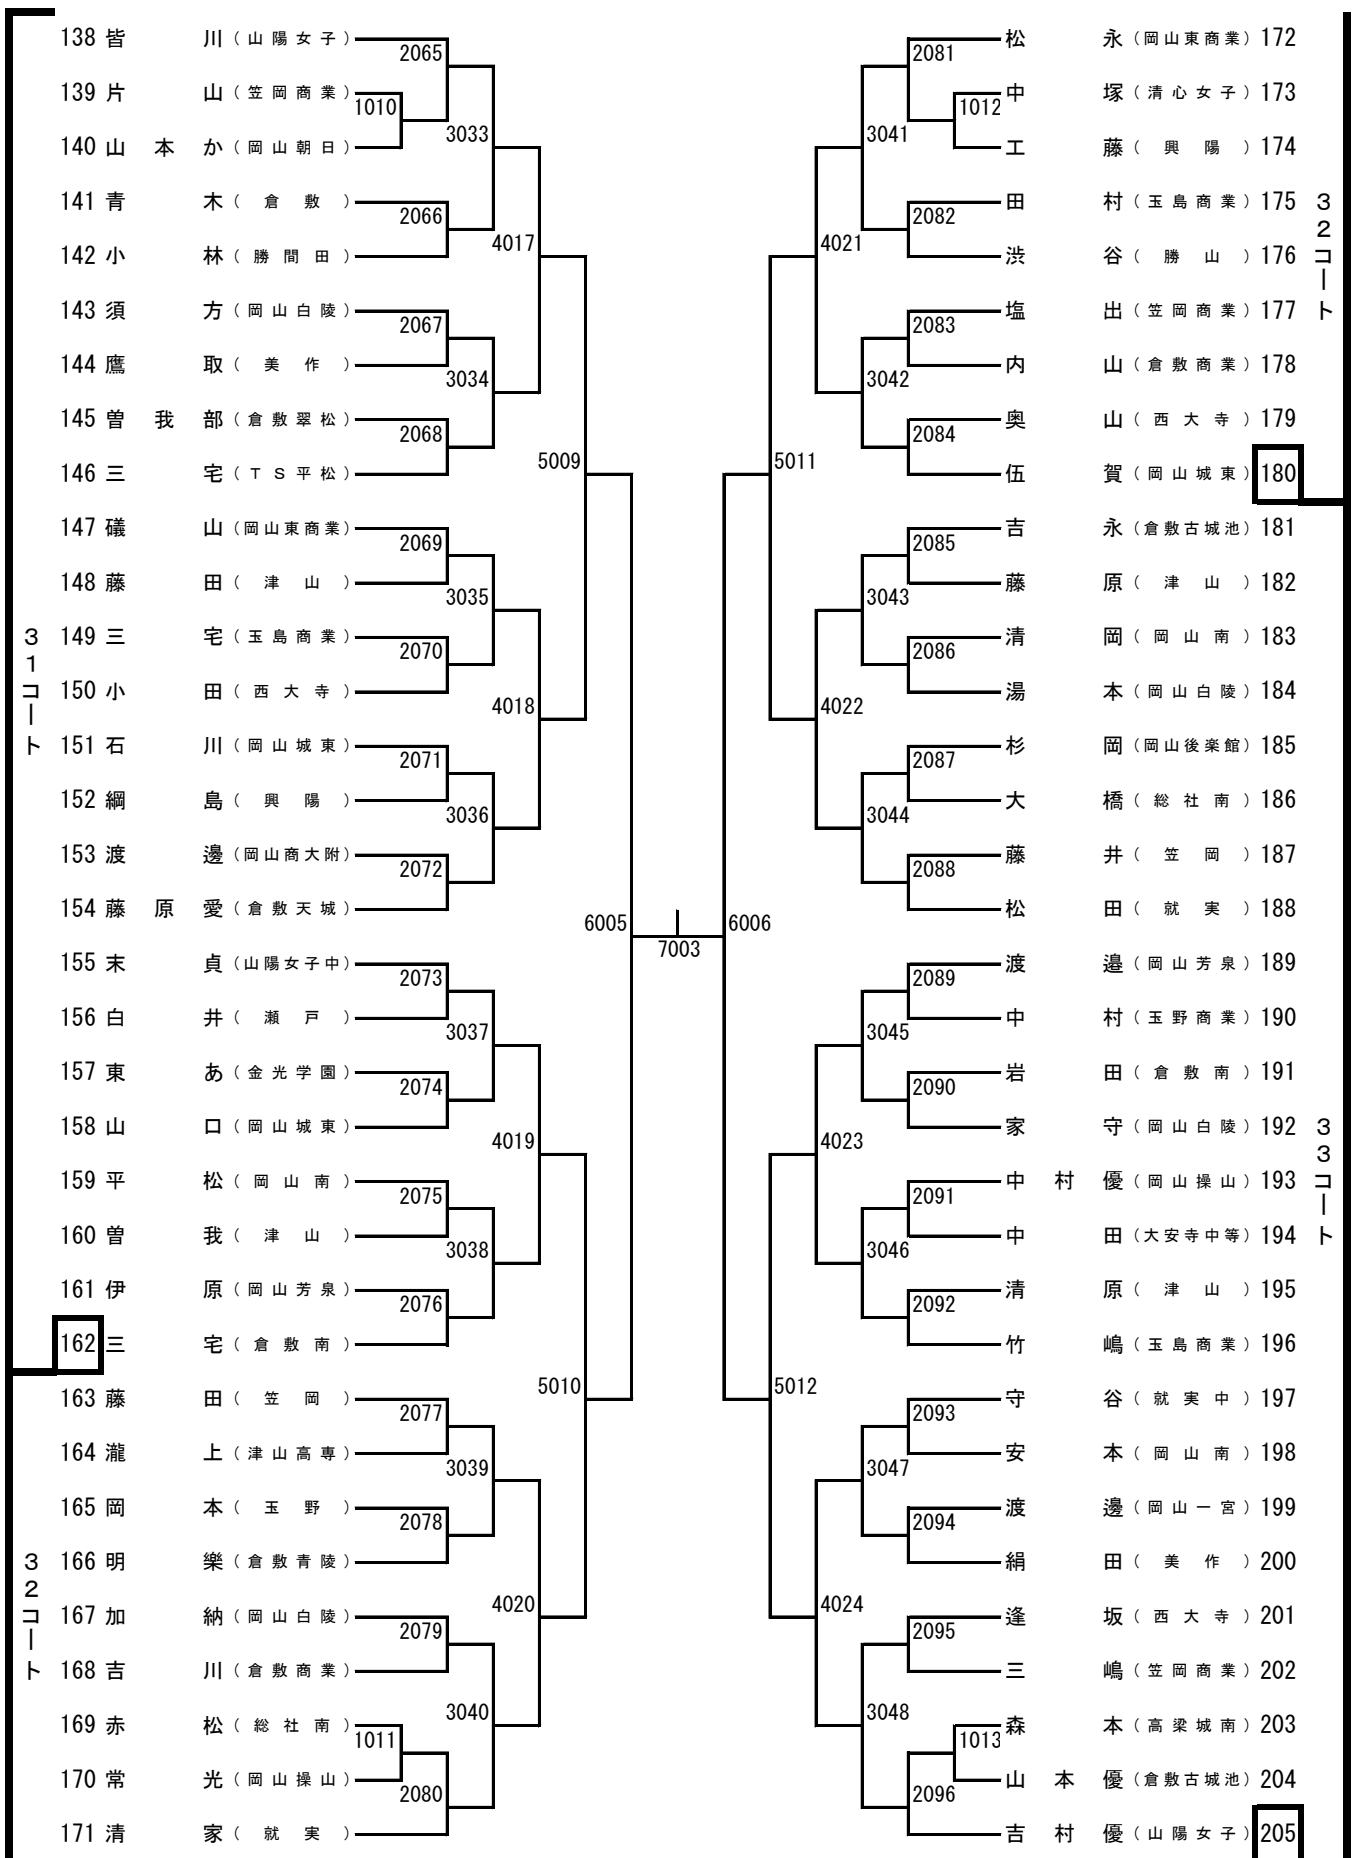 138 皆川 (山陽女子)
139 片山 (笠岡商業)
140 山本か (岡山朝日)
141 青木 (倉敷)
142 小林 (勝間田)
143 須方 (岡山白陵)
144 鷹取 (美作)
145 曽我部 (倉敷翠松)
146 三宅 (TS平松)
147 礒山 (岡山東商業)
148 藤田 (津山)
149 三宅 (玉島商業)
150 小田 (西大寺)
151 石川 (岡山城東)
152 綱島 (興陽)
153 渡邊 (岡山商大附)
154 藤原愛 (倉敷天城)
155 末貞 (山陽女子中)
156 白井 (瀬戸)
157 東あ (金光学園)
158 山口 (岡山城東)
159 平松 (岡山南)
160 曽我 (津山)
161 伊原 (岡山芳泉)
162 三宅 (倉敷南)
163 藤田 (笠岡)
164 瀧上 (津山高専)
165 岡本 (玉野)
166 明樂 (倉敷青陵)
167 加納 (岡山白陵)
168 吉川 (倉敷商業)
169 赤松 (総社南)
170 常光 (岡山操山)
171 清家 (就実)
31コート
32コート
1010
1011
2065
2066
2067
2068
2069
2070
2071
2072
2073
2074
2075
2076
2077
2078
2079
2080
3033
3034
3035
3036
3037
3038
3039
3040
4017
4018
4019
4020
5009
5010
6005
7003
6006
5011
5012
4021
4022
4023
4024
3041
3042
3043
3044
3045
3046
3047
3048
2081
2082
2083
2084
2085
2086
2087
2088
2089
2090
2091
2092
2093
2094
2095
2096
1012
1013
松永 (岡山東商業) 172
中塚 (清心女子) 173
工藤 (興陽) 174
田村 (玉島商業) 175
渋谷 (勝山) 176
塩出 (笠岡商業) 177
内山 (倉敷商業) 178
奥山 (西大寺) 179
伍賀 (岡山城東) 180
吉永 (倉敷古城池) 181
藤原 (津山) 182
清岡 (岡山南) 183
湯本 (岡山白陵) 184
杉岡 (岡山後楽館) 185
大橋 (総社南) 186
藤井 (笠岡) 187
松田 (就実) 188
渡邉 (岡山芳泉) 189
中村 (玉野商業) 190
岩田 (倉敷南) 191
家守 (岡山白陵) 192
中村優 (岡山操山) 193
中田 (大安寺中等) 194
清原 (津山) 195
竹嶋 (玉島商業) 196
守谷 (就実中) 197
安本 (岡山南) 198
渡邊 (岡山一宮) 199
絹田 (美作) 200
逢坂 (西大寺) 201
三嶋 (笠岡商業) 202
森本 (高梁城南) 203
山本優 (倉敷古城池) 204
吉村優 (山陽女子) 205
32コート
33コート